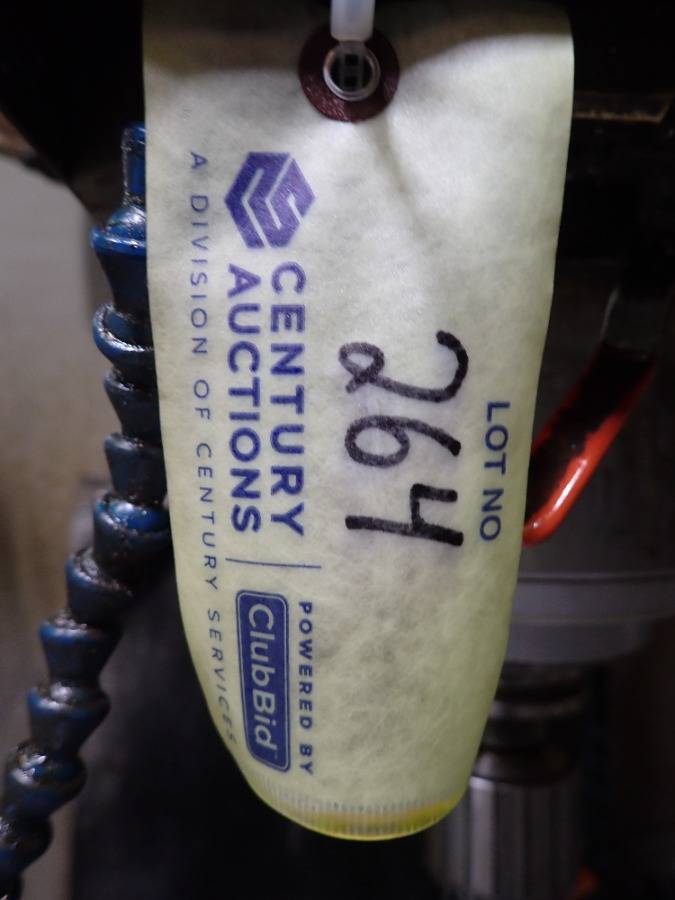 LOT NO
264
CENTURY
AUCTIONS
A DIVISION OF CENTURY SERVICES
POWERED BY
ClubBid